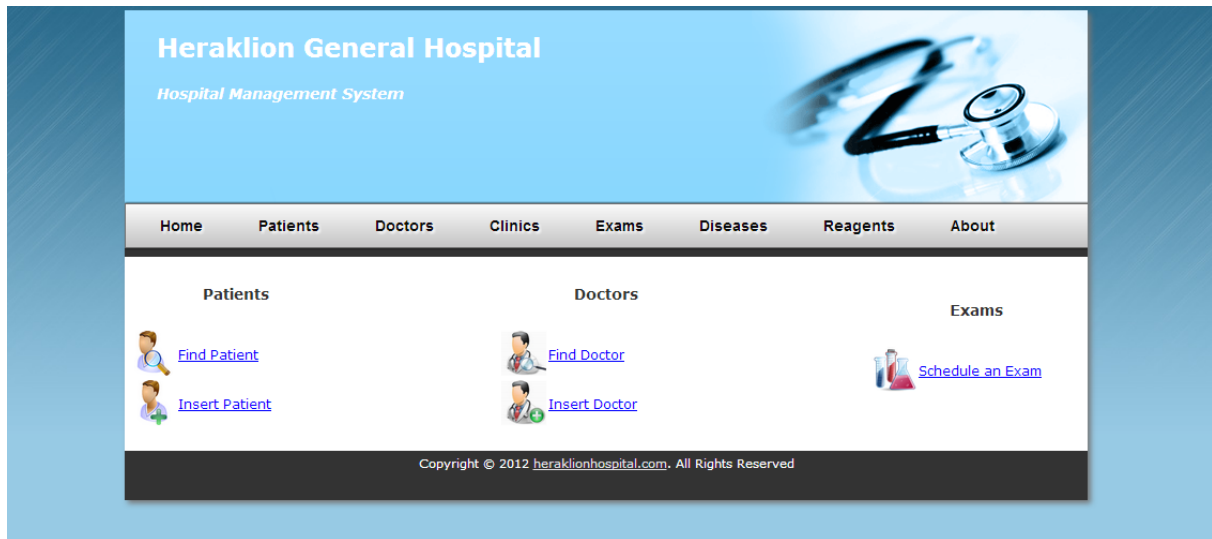 Heraklion General Hospital
Hospital Management System
Home Patients Doctors Clinics Exams Diseases Reagents About
Patients
Find Patient
Insert Patient
Doctors
Find Doctor
Insert Doctor
Exams
Schedule an Exam
Copyright © 2012 heraklionhospital.com. All Rights Reserved